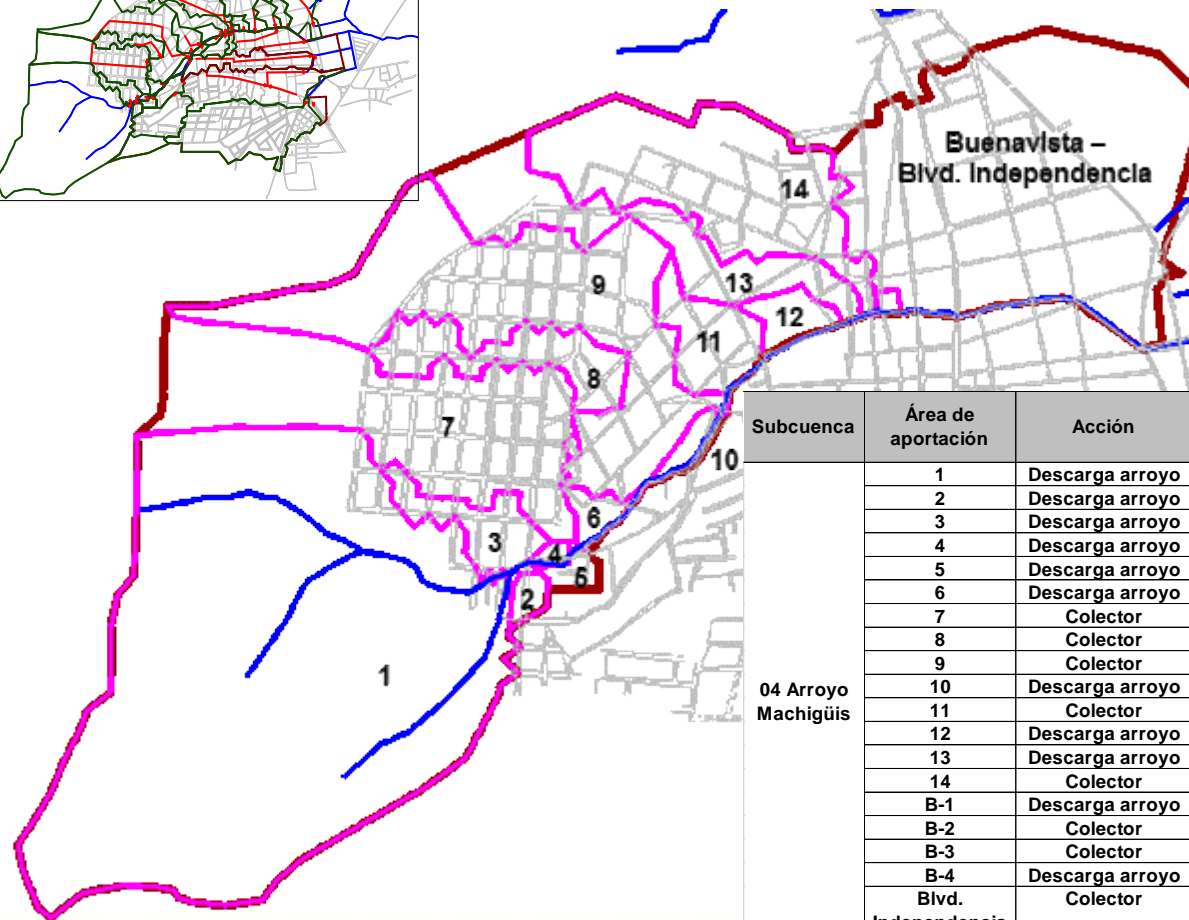 Buenavista –
Blvd. Independencia
14
9
13
12
11
8
7
10
6
3
4
5
2
1
Subcuenca Área de aportación Acción
04 Arroyo Machigüis
1 Descarga arroyo
2 Descarga arroyo
3 Descarga arroyo
4 Descarga arroyo
5 Descarga arroyo
6 Descarga arroyo
7 Colector
8 Colector
9 Colector
10 Descarga arroyo
11 Colector
12 Descarga arroyo
13 Descarga arroyo
14 Colector
B-1 Descarga arroyo
B-2 Colector
B-3 Colector
B-4 Descarga arroyo
Blvd. Colector
Independencia